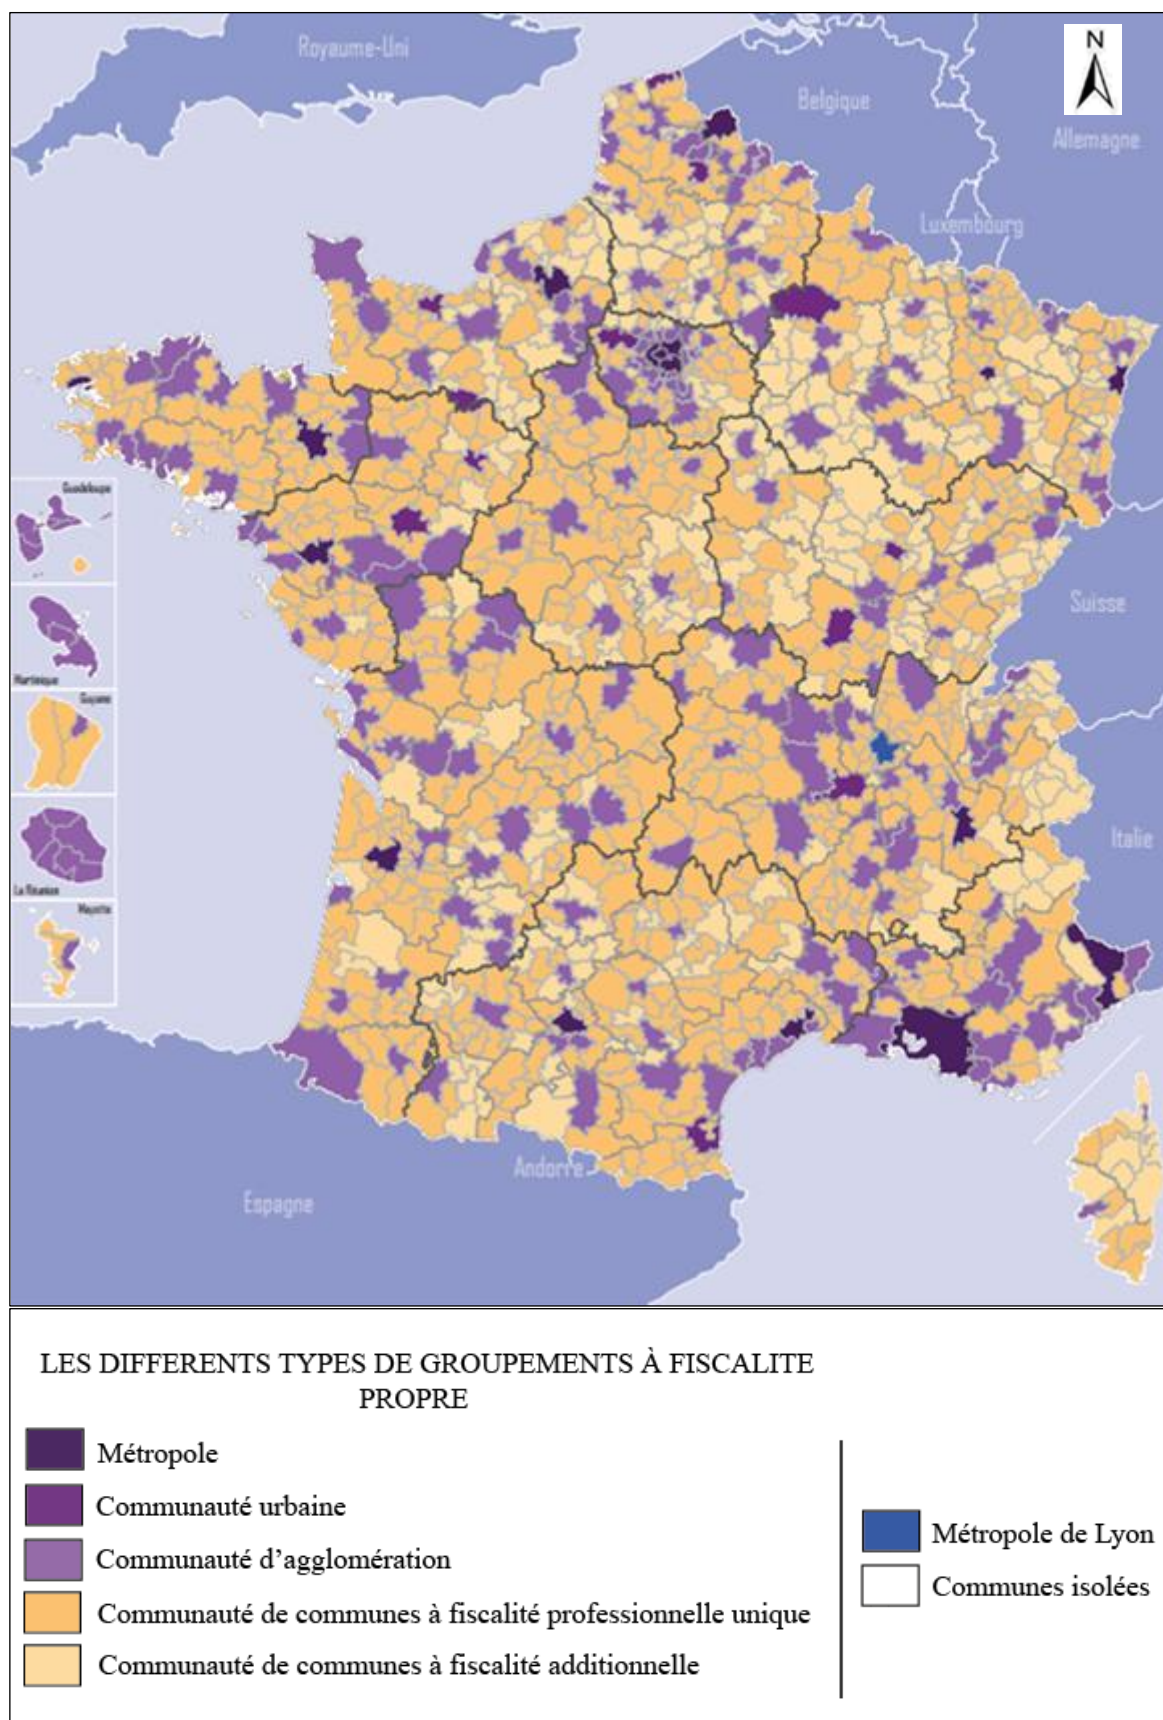 Royaume-Uni
N
Belgique
Allemagne
Luxembourg
Guadeloupe
Suisse
Martinique
Guyane
Italie
La Réunion
Mayotte
Andorre
Espagne
LES DIFFERENTS TYPES DE GROUPEMENTS À FISCALITE
PROPRE
Métropole
Communauté urbaine
Communauté d’agglomération
Communauté de communes à fiscalité professionnelle unique
Communauté de communes à fiscalité additionnelle
Métropole de Lyon
Communes isolées